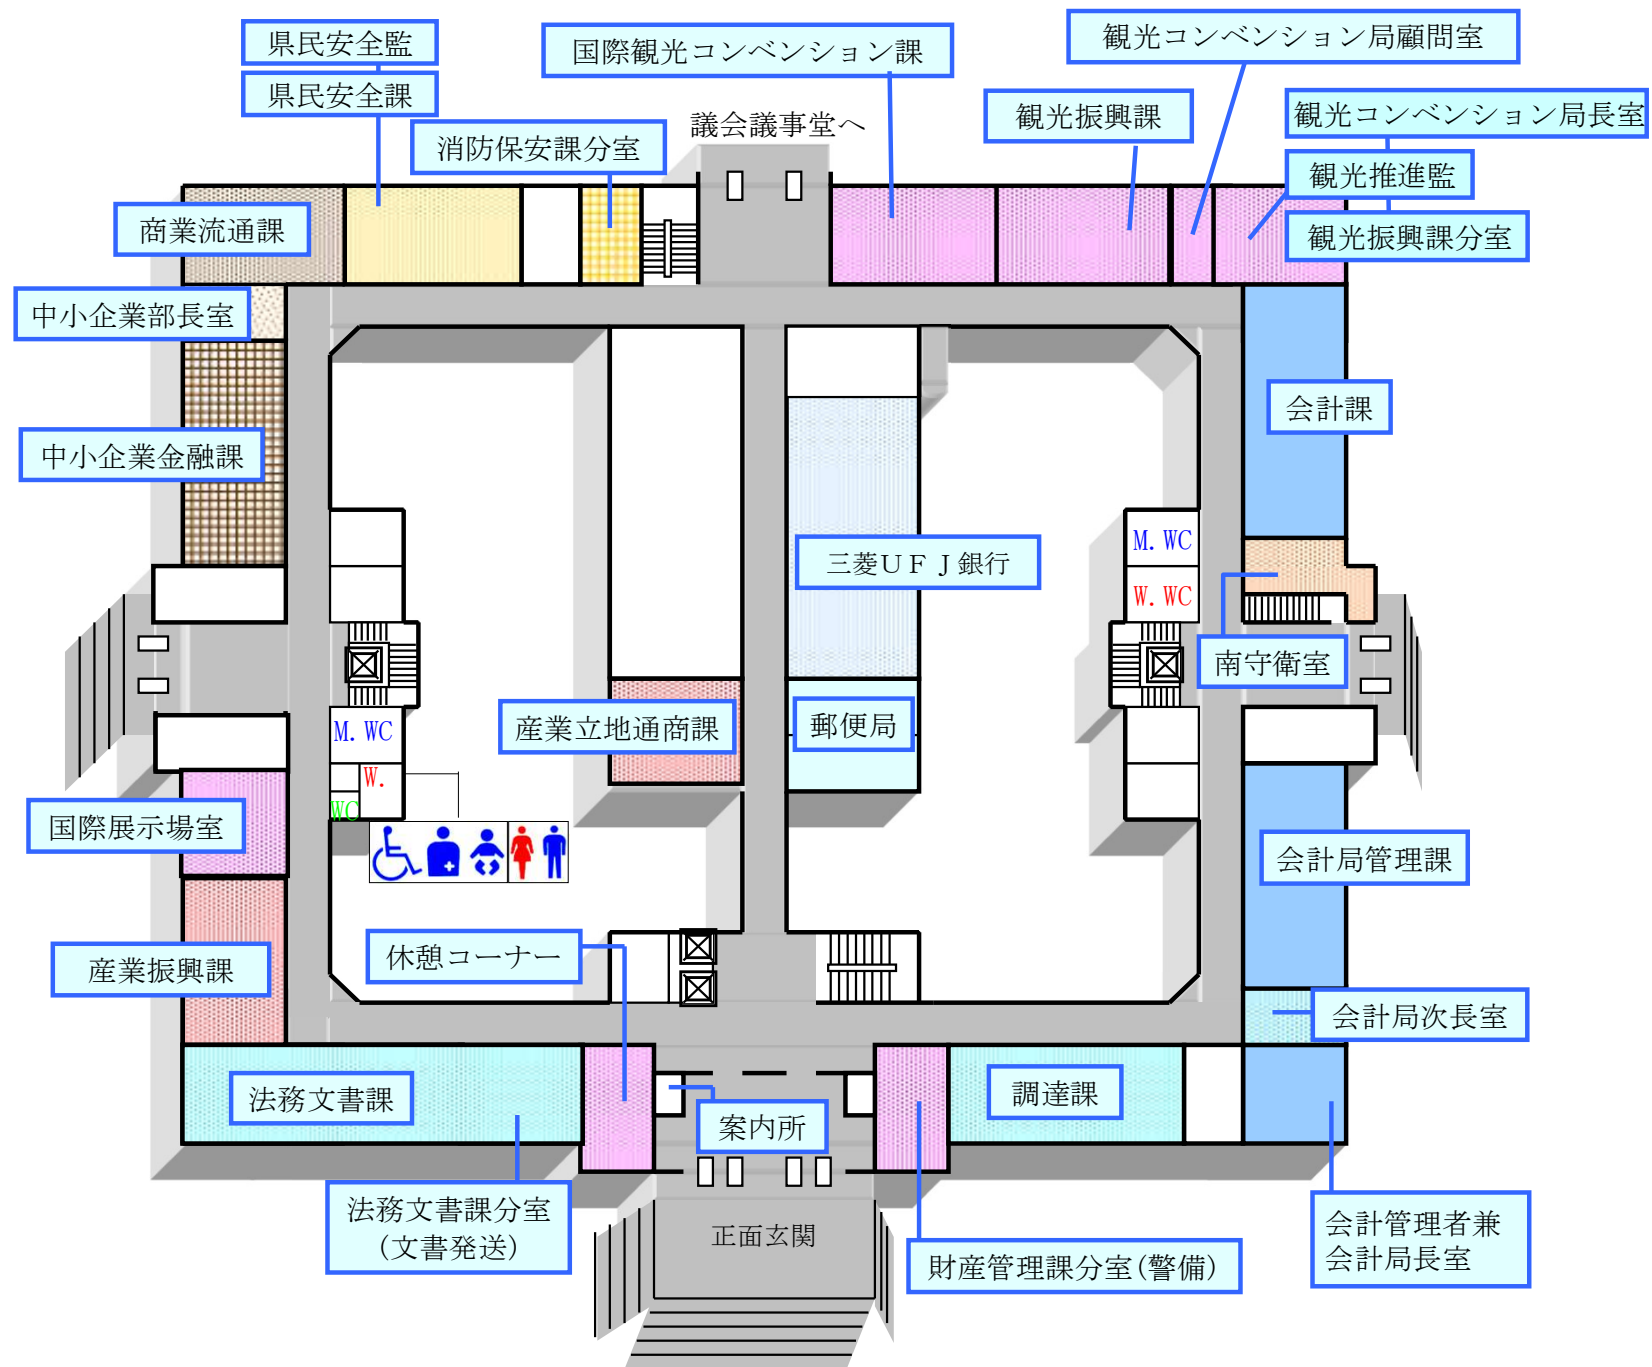 県民安全監
県民安全課
国際観光コンベンション課
観光コンベンション局顧問室
観光振興課
観光コンベンション局長室
議会議事堂へ
消防保安課分室
観光推進監
商業流通課
観光振興課分室
中小企業部長室
会計課
中小企業金融課
三菱UFJ銀行
M. WC
W. WC
南守衛室
産業立地通商課
郵便局
M. WC
W.
WC
国際展示場室
会計局管理課
休憩コーナー
産業振興課
会計局次長室
法務文書課
調達課
案内所
法務文書課分室
(文書発送)
正面玄関
財産管理課分室(警備)
会計管理者兼
会計局長室